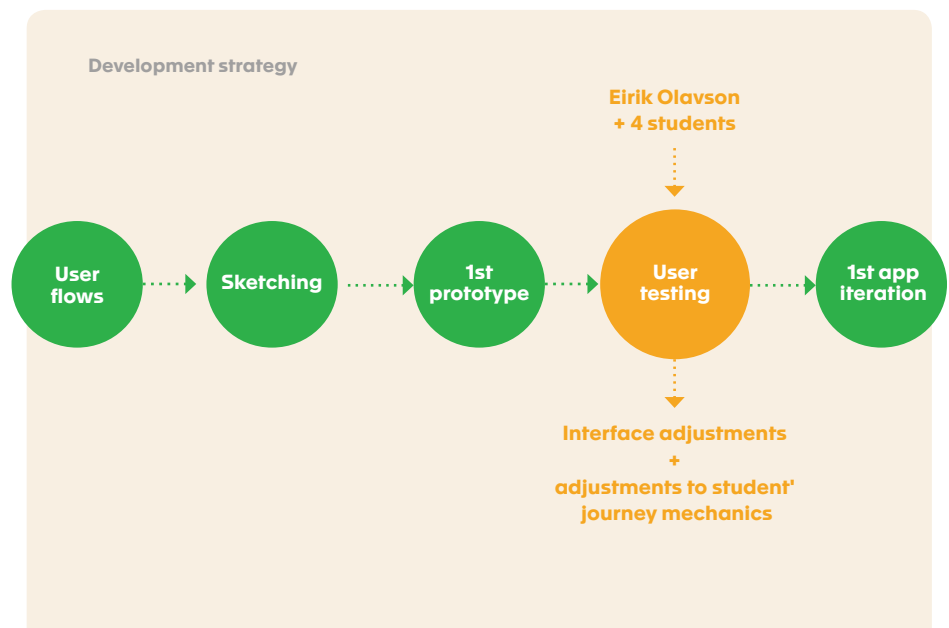 Development strategy
Eirik Olavson
+ 4 students
User
flows
Sketching
1st
prototype
User
testing
1st app
iteration
Interface adjustments
+
adjustments to student'
journey mechanics